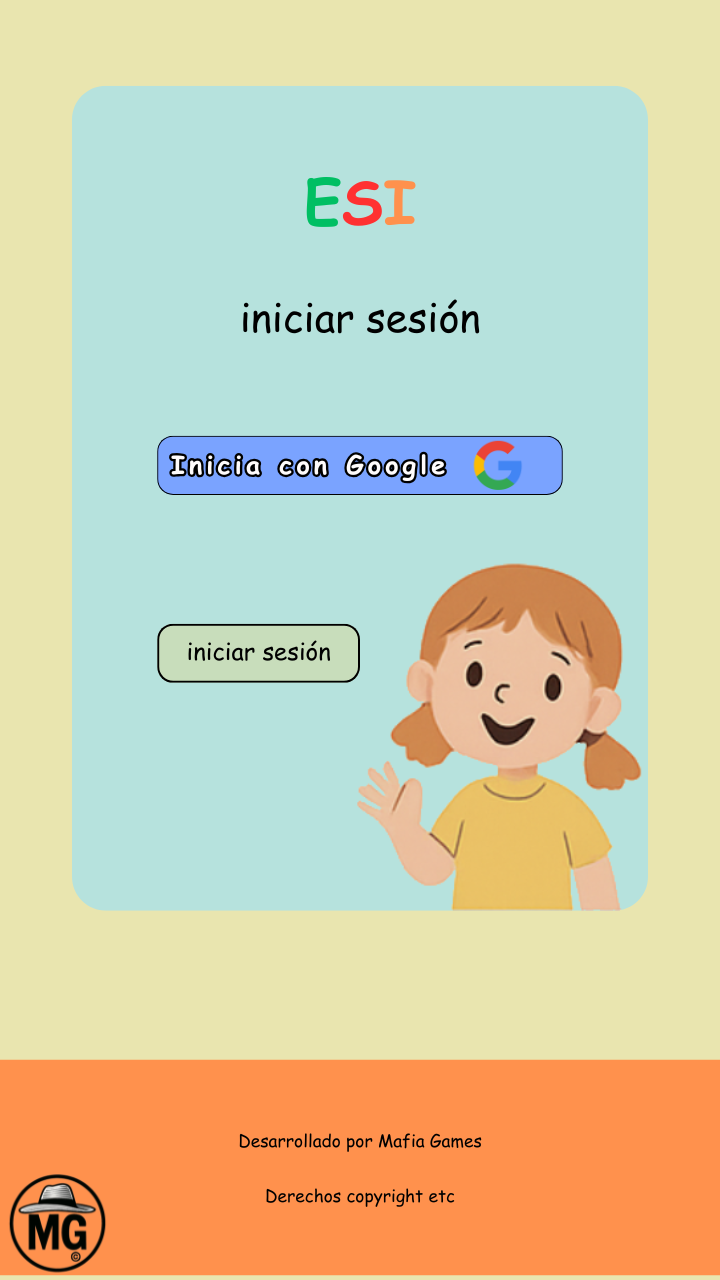 ESI
iniciar sesión
Inicia con Google
iniciar sesión
Desarrollado por Mafia Games
Derechos copyright etc
MG
©